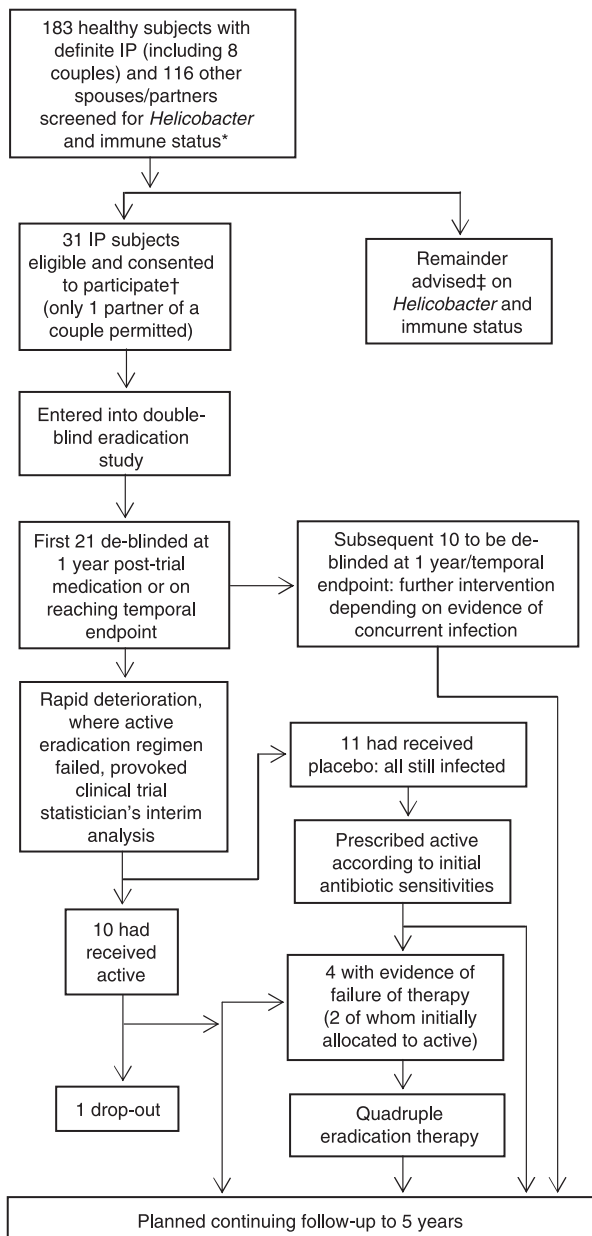 183 healthy subjects with
definite IP (including 8
couples) and 116 other
spouses/partners
screened for Helicobacter
and immune status*
31 IP subjects
eligible and consented
to participate†
(only 1 partner of a
couple permitted)
Remainder
advised‡ on
Helicobacter and
immune status
Entered into double-
blind eradication
study
First 21 de-blinded at
1 year post-trial
medication or on
reaching temporal
endpoint
Subsequent 10 to be de-
blinded at 1 year/temporal
endpoint: further intervention
depending on evidence of
concurrent infection
Rapid deterioration,
where active
eradication regimen
failed, provoked
clinical trial
statistician's interim
analysis
11 had received
placebo: all still infected
Prescribed active
according to initial
antibiotic sensitivities
10 had
received
active
4 with evidence of
failure of therapy
(2 of whom initially
allocated to active)
1 drop-out
Quadruple
eradication therapy
Planned continuing follow-up to 5 years